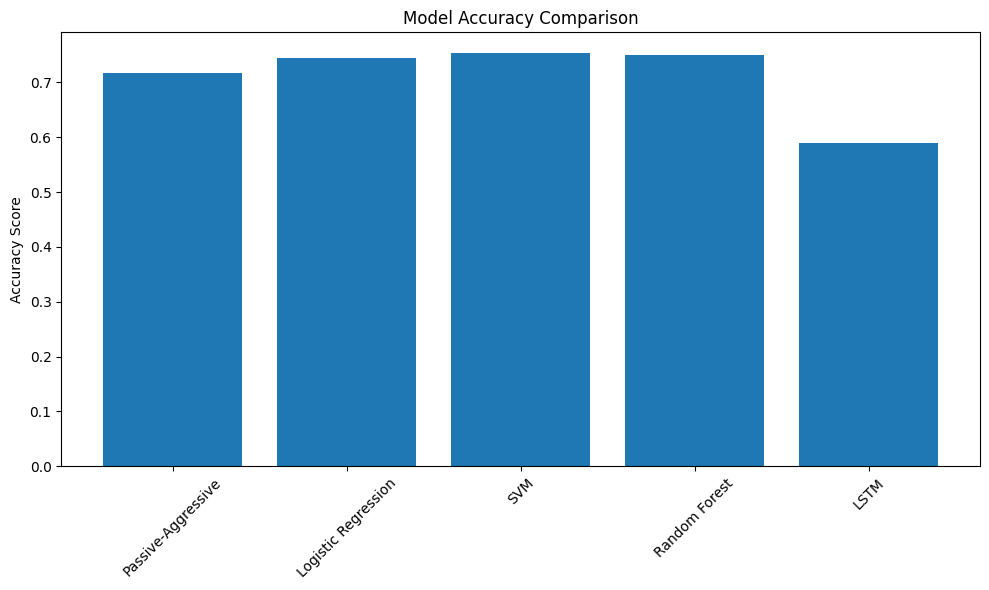 Model Accuracy Comparison
Accuracy Score
0.7
0.6
0.5
0.4
0.3
0.2
0.1
0.0
Passive-Aggressive
Logistic Regression
SVM
Random Forest
LSTM